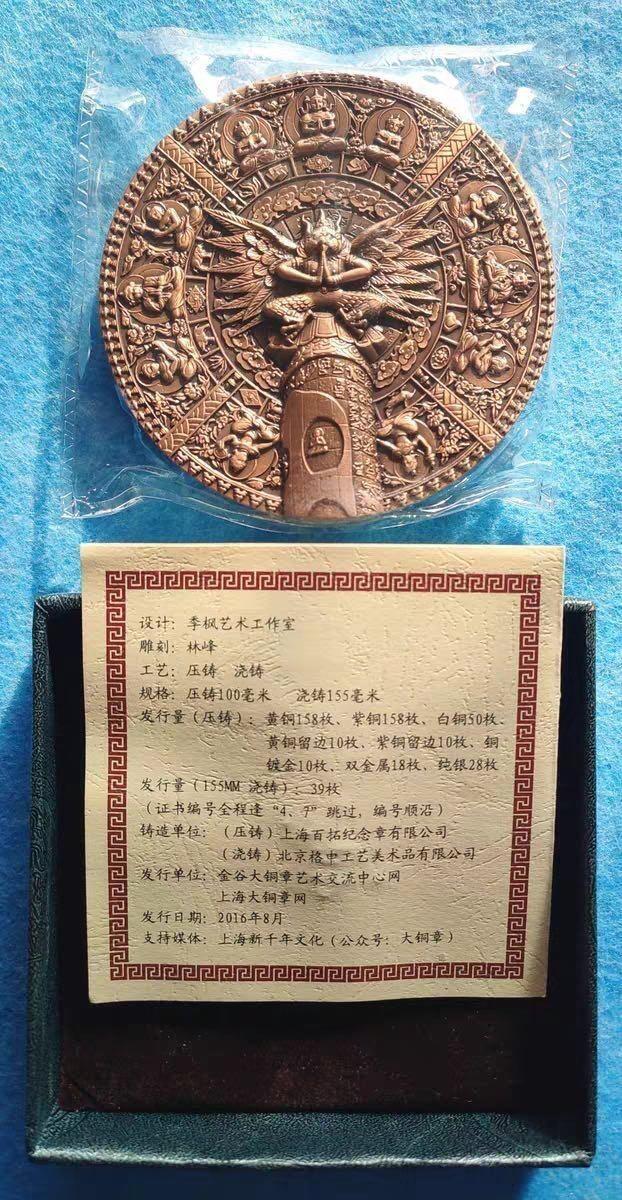 设计：季枫艺术工作室
雕刻：林峰
工艺：压铸 浇铸
规格：压铸100毫米 浇铸155毫米
发行量（压铸）：黄铜158枚、紫铜158枚、白铜50枚、
黄铜留边10枚、紫铜留边10枚、铜
镀金10枚、双金属18枚、纯银28枚
发行量（155MM 浇铸）：39枚
（证书编号全程逢“4、7”跳过，编号顺沿）
铸造单位：（压铸）上海百拓纪念章有限公司
（浇铸）北京格中工艺美术品有限公司
发行单位：金谷大铜章艺术交流中心网
上海大铜章网
发行日期：2016年8月
支持媒体：上海新千年文化（公众号：大铜章）